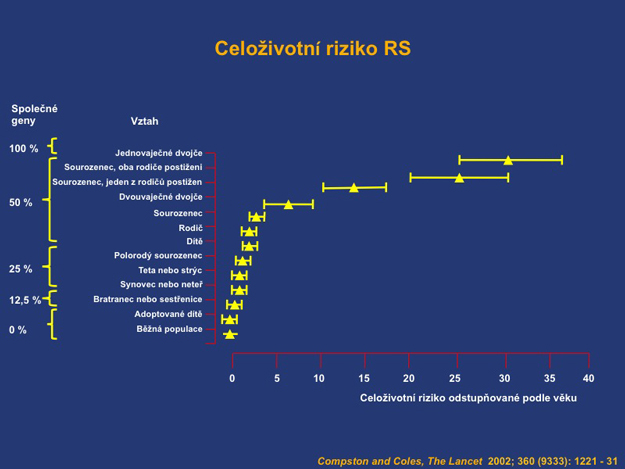 Celoživotní riziko RS
Společné
geny
Vztah
100 %
50 %
25 %
12,5 %
0 %
Jednovaječné dvojče
Sourozenec, oba rodiče postiženi
Sourozenec, jeden z rodičů postižen
Dvouvaječné dvojče
Sourozenec
Rodič
Dítě
Polorodý sourozenec
Teta nebo strýc
Synovec nebo neteř
Bratranec nebo sestřenice
Adoptované dítě
Běžná populace
0 5 10 15 20 25 30 35 40
Celoživotní riziko odstupňované podle věku
Compston and Coles, The Lancet 2002; 360 (9333): 1221 - 31